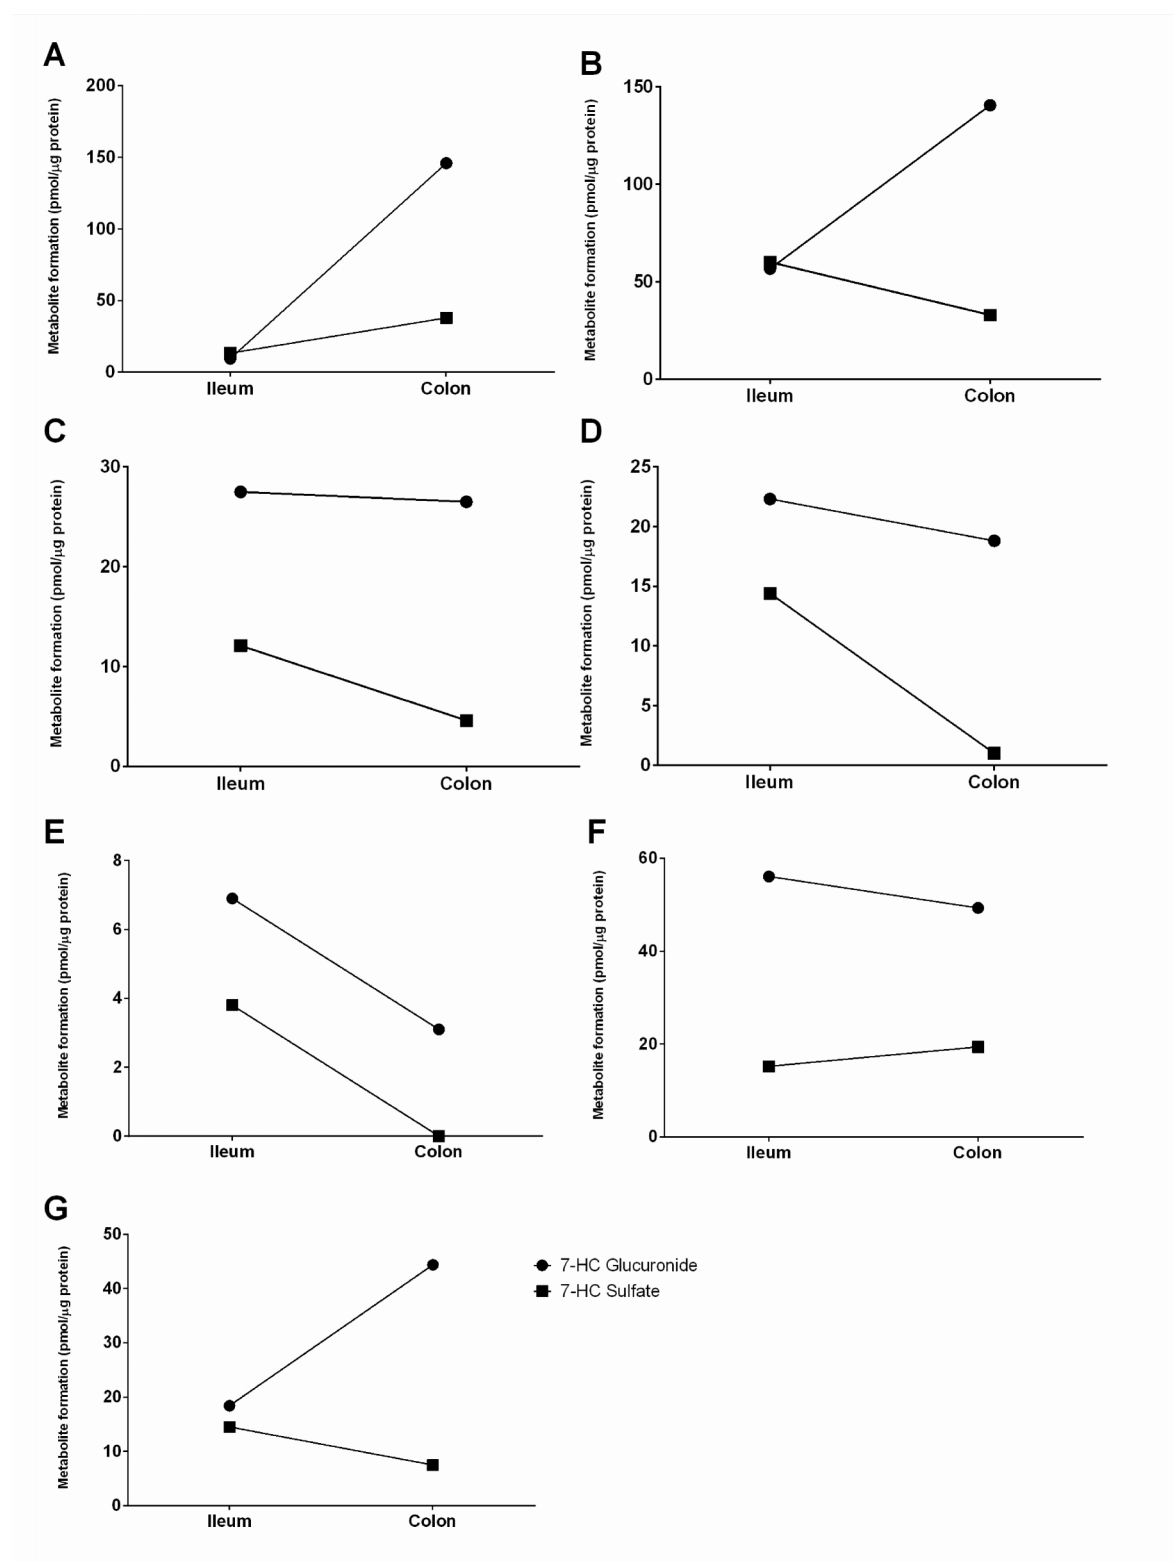 A
Metabolite formation (pmol/µg protein)
200
150
100
50
0
Ileum
Colon
B
Metabolite formation (pmol/µg protein)
150
100
50
0
Ileum
Colon
C
Metabolite formation (pmol/µg protein)
30
20
10
0
Ileum
Colon
D
Metabolite formation (pmol/µg protein)
25
20
15
10
5
0
Ileum
Colon
E
Metabolite formation (pmol/µg protein)
8
6
4
2
0
Ileum
Colon
F
Metabolite formation (pmol/µg protein)
60
40
20
0
Ileum
Colon
G
Metabolite formation (pmol/µg protein)
50
40
30
20
10
0
Ileum
Colon
7-HC Glucuronide
7-HC Sulfate